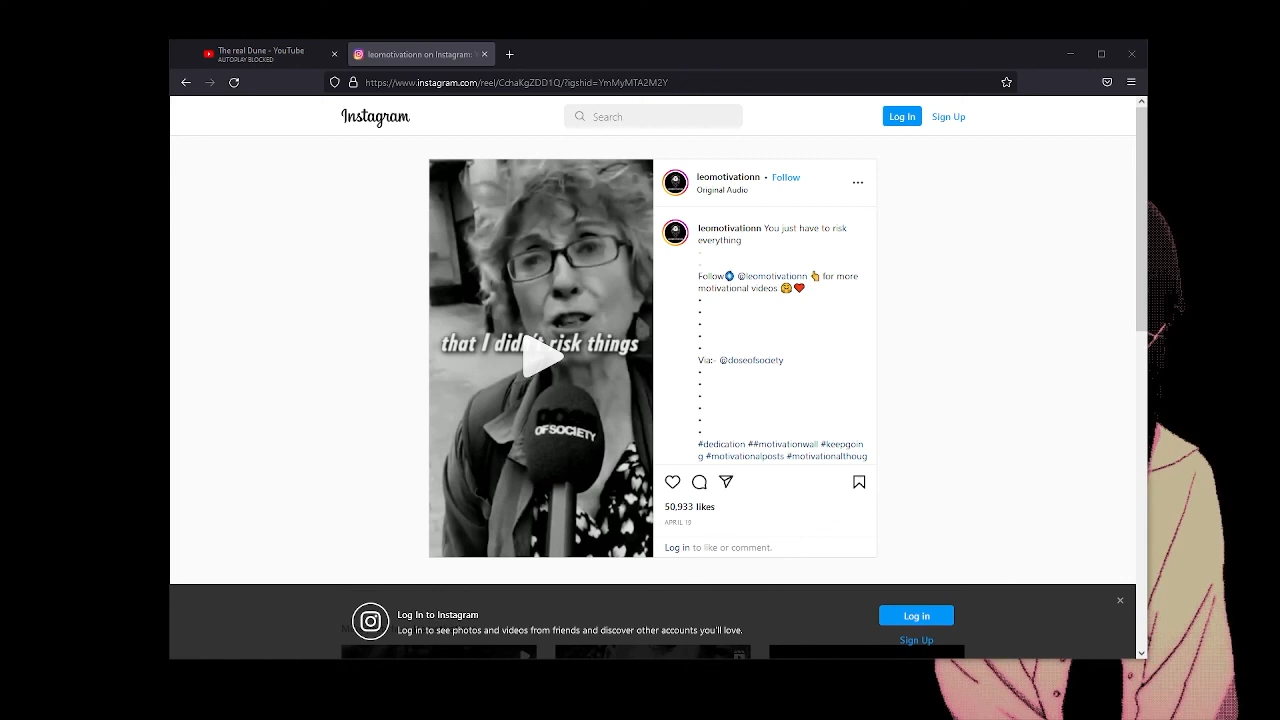 The real Dune - YouTube
AUTOPLAY BLOCKED
leomotivationn on Instagram:
https://www.instagram.com/reel/CchaKgZDD1Q/?igshid=YmMyMTA2M2Y
Instagram
Search
Log In
Sign Up
leomotivationn • Follow
Original Audio
leomotivationn You just have to risk
everything
.
.
Follow🧿 @leomotivationn 👆 for more
motivational videos 🤗❤️
•
•
•
•
•
Via:- @doseofsociety
•
•
•
•
•
•
#dedication ##motivationwall #keepgoin
g #motivationalposts #motivationalthoug
that I didn't risk things
OFSOCIETY
50,933 likes
APRIL 19
Log in to like or comment.
Log In to Instagram
Log in to see photos and videos from friends and discover other accounts you'll love.
Log in
Sign Up